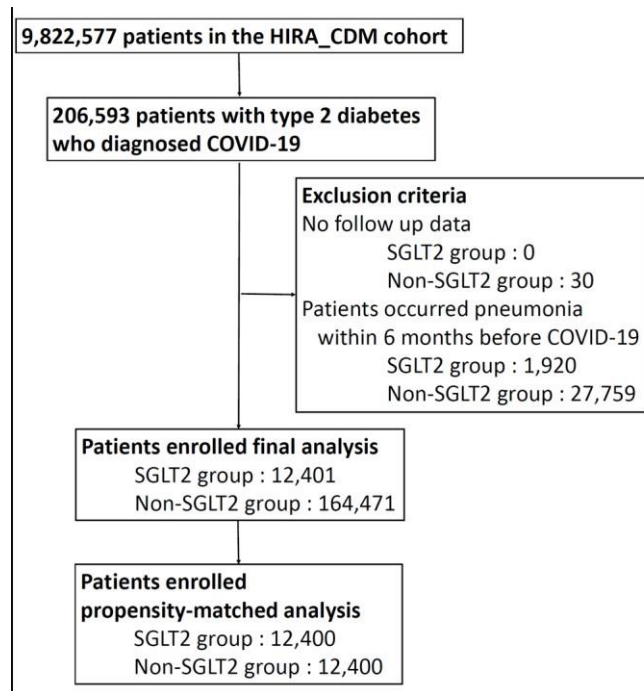 9,822,577 patients in the HIRA_CDM cohort
206,593 patients with type 2 diabetes
who diagnosed COVID-19
Exclusion criteria
No follow up data
SGLT2 group : 0
Non-SGLT2 group : 30
Patients occurred pneumonia
within 6 months before COVID-19
SGLT2 group : 1,920
Non-SGLT2 group : 27,759
Patients enrolled final analysis
SGLT2 group : 12,401
Non-SGLT2 group : 164,471
Patients enrolled
propensity-matched analysis
SGLT2 group : 12,400
Non-SGLT2 group : 12,400